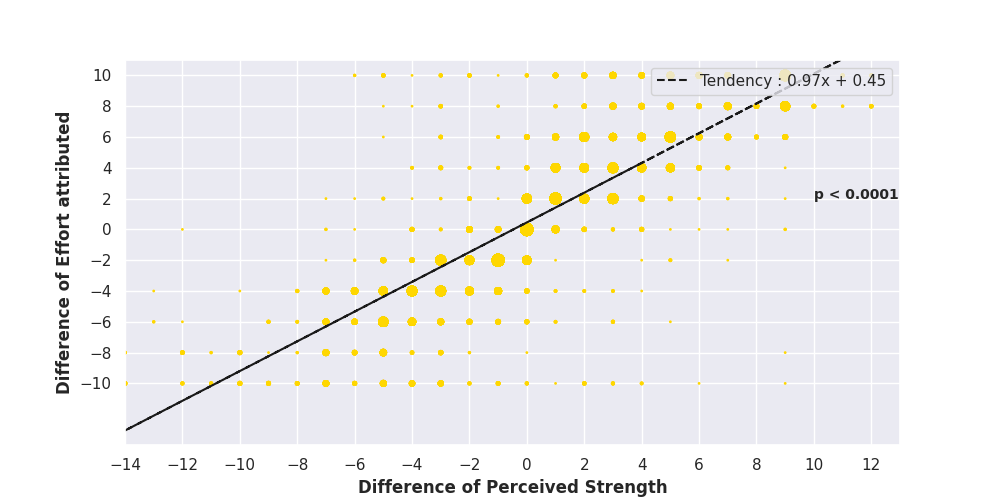 10
8
6
4
2
0
−2
−4
−6
−8
−10
Difference of Effort attributed
Tendency : 0.97x + 0.45
p < 0.0001
−14 −12 −10 −8 −6 −4 −2 0 2 4 6 8 10 12
Difference of Perceived Strength